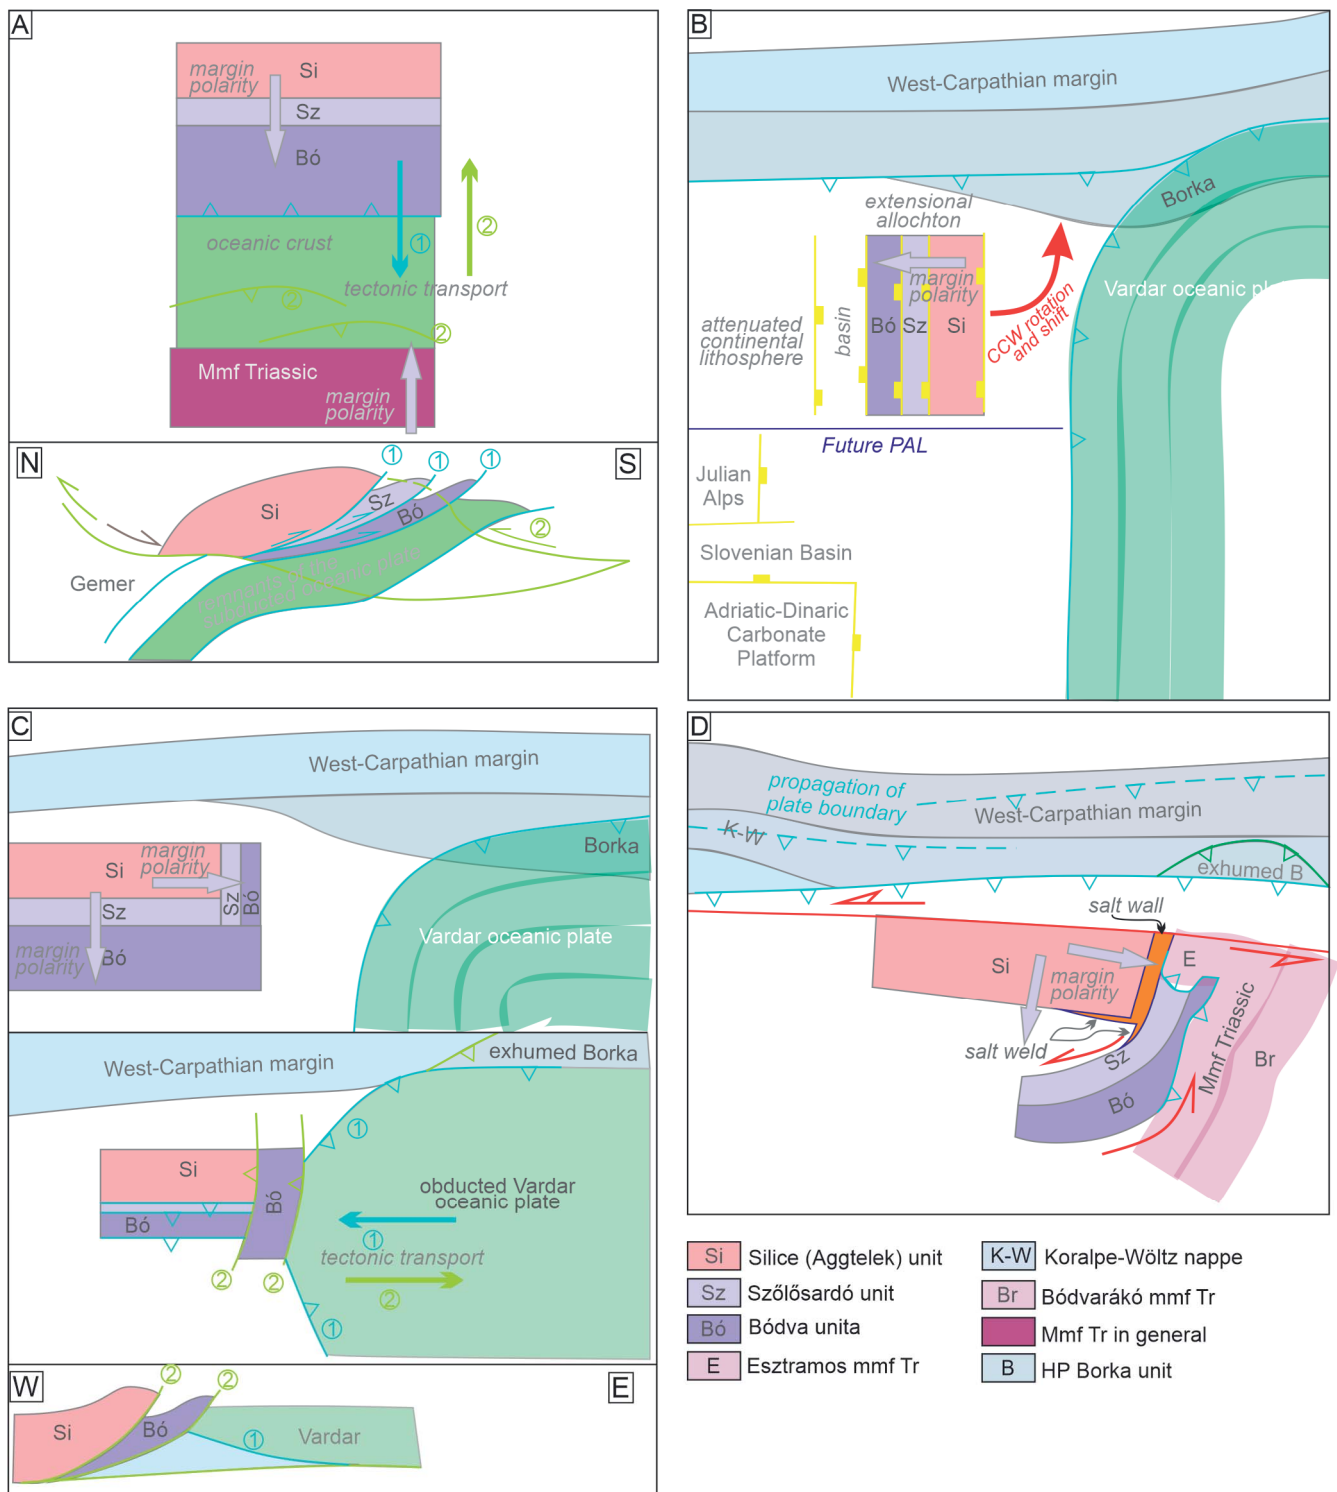 A
margin
polarity
Si
Sz
Bó
oceanic crust
1
2
tectonic transport
2
2
Mmf Triassic
margin
polarity
N
S
1
1
1
Si
Sz
Bó
2
Gemer
oceanic plate
B
West-Carpathian margin
extensional
allochton
Borka
margin
polarity
Vardar oceanic pl
attenuated
continental
lithosphere
basin
Bó
Sz
Si
CCW rotation
and shift
Future PAL
Julian
Alps
Slovenian Basin
Adriatic-Dinaric
Carbonate
Platform
C
West-Carpathian margin
Borka
margin
polarity
Si
Sz
Bó
Sz
margin
polarity
Bó
Vardar oceanic plate
West-Carpathian margin
exhumed Borka
1
Si
Bó
Bó
obducted Vardar
oceanic plate
1
tectonic transport
2
2
2
1
W
E
2
2
Si
Bó
1
Vardar
D
propagation of
plate boundary
West-Carpathian margin
K-W
exhumed B
salt wall
Si
E
margin
polarity
salt weld
Sz
Bó
Mmf Triassic
Br
Si Silice (Aggtelek) unit
Sz Szőlősardó unit
Bó Bódva unita
E Esztramos mmf Tr
K-W Koralpe-Wöltz nappe
Br Bódvarákó mmf Tr
Mmf Tr in general
B HP Borka unit